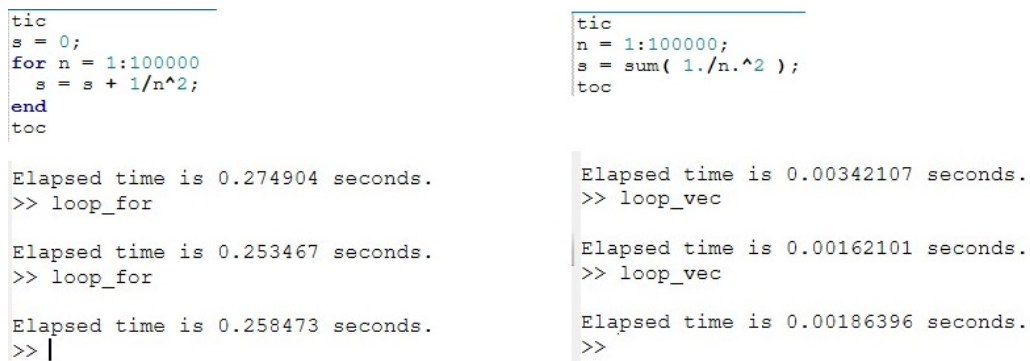 tic
s = 0;
for n = 1:100000
  s = s + 1/n^2;
end
toc
Elapsed time is 0.274904 seconds.
>> loop_for
Elapsed time is 0.253467 seconds.
>> loop_for
Elapsed time is 0.258473 seconds.
>>
tic
n = 1:100000;
s = sum( 1./n.^2 );
toc
Elapsed time is 0.00342107 seconds.
>> loop_vec
Elapsed time is 0.00162101 seconds.
>> loop_vec
Elapsed time is 0.00186396 seconds.
>>